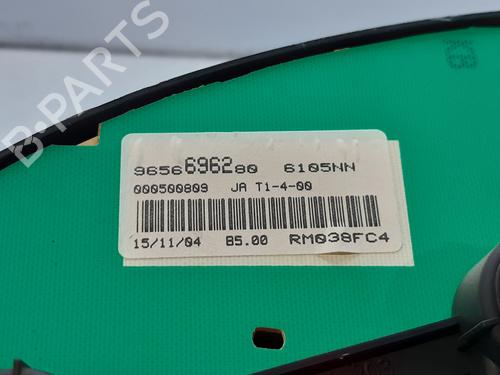 9656696280 6105NN
000500809 JA T1-4-00
15/11/04 B5.00 RM038FC4
B-PARTS